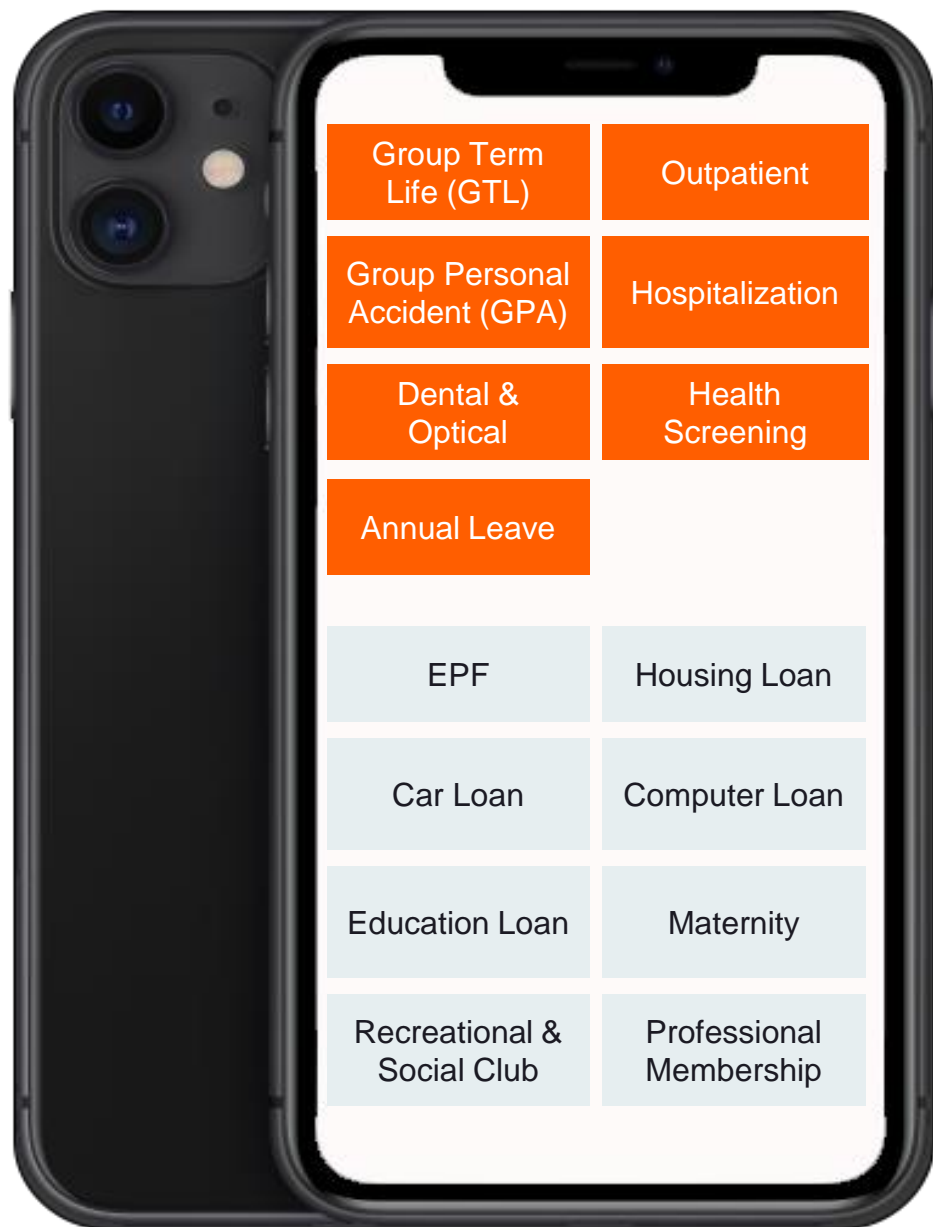 Group Term
Life (GTL)
Outpatient
Group Personal
Accident (GPA)
Hospitalization
Dental &
Optical
Health
Screening
Annual Leave
EPF
Housing Loan
Car Loan
Computer Loan
Education Loan
Maternity
Recreational &
Social Club
Professional
Membership